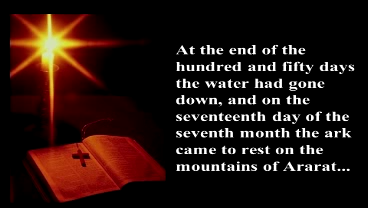 At the end of the
hundred and fifty days
the water had gone
down, and on the
seventeenth day of the
seventh month the ark
came to rest on the
mountains of Ararat...